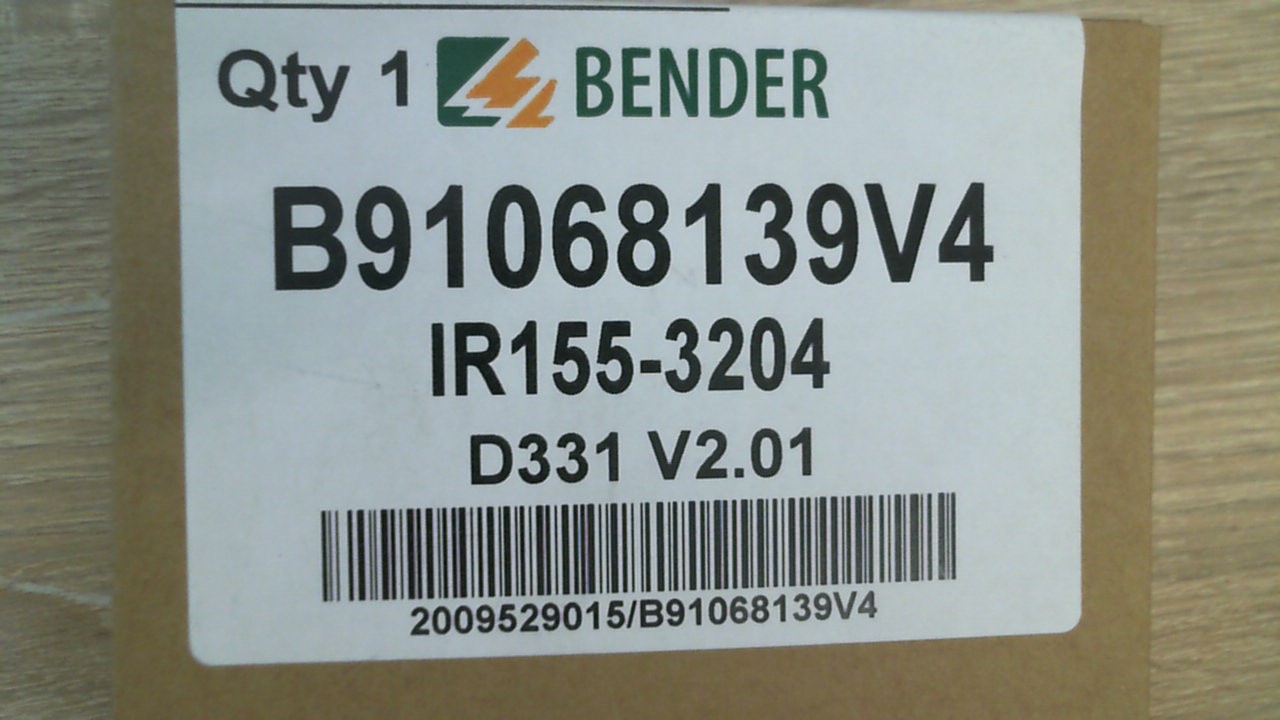 Qty 1 BENDER
B91068139V4
IR155-3204
D331 V2.01
2009529015/B91068139V4